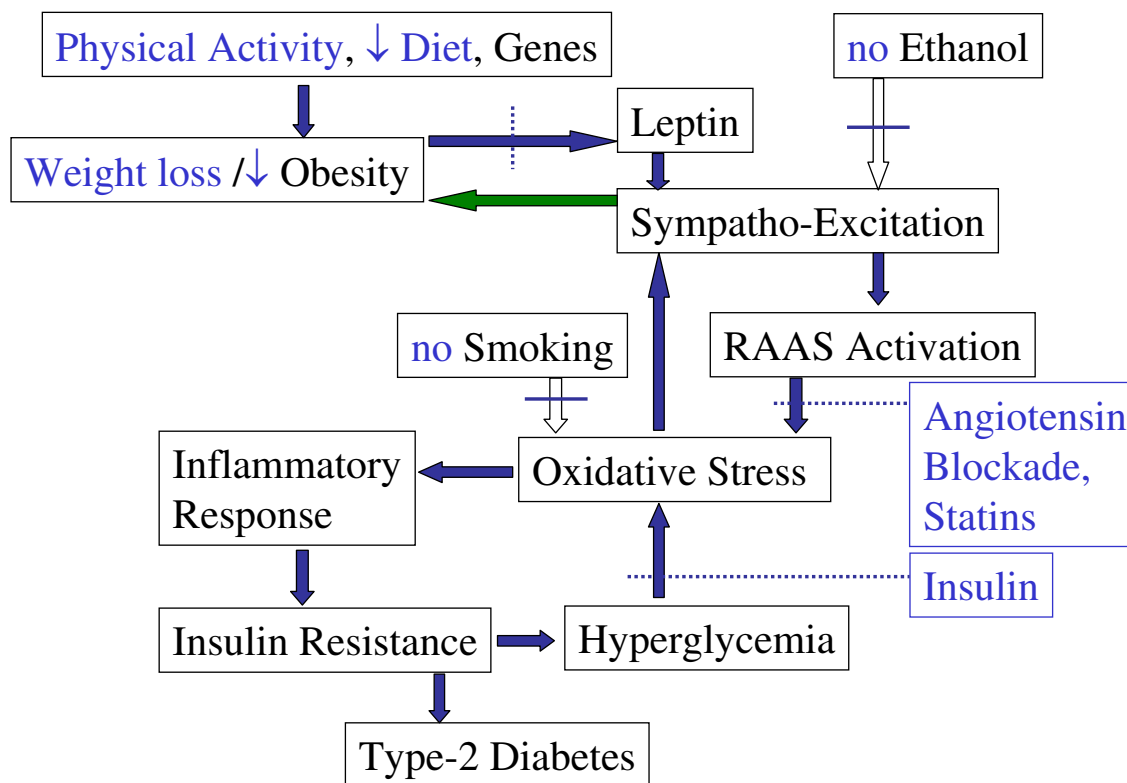 Physical Activity, ↓ Diet, Genes
no Ethanol
Leptin
Weight loss /↓ Obesity
Sympatho-Excitation
no Smoking
RAAS Activation
Angiotensin
Blockade,
Statins
Inflammatory
Response
Oxidative Stress
Insulin
Insulin Resistance
Hyperglycemia
Type-2 Diabetes